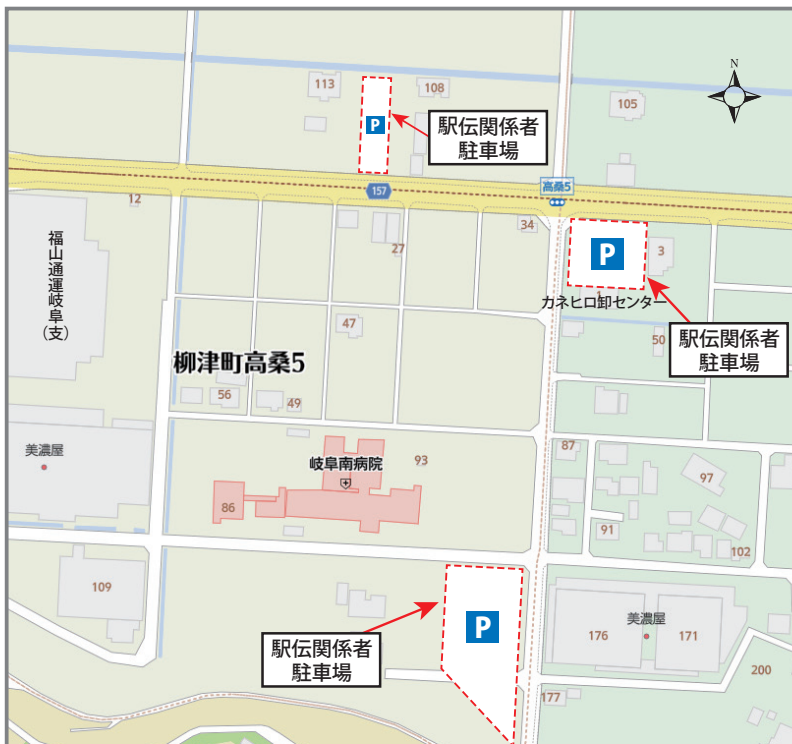 N
113
108
105
P
駅伝関係者
駐車場
157
高桑5
12
34
27
3
P
1
カネヒロ卸センター
福山通運岐阜(支)
47
50
駅伝関係者
駐車場
柳津町高桑5
56
49
美濃屋
岐阜南病院
93
87
97
86
91
102
109
P
美濃屋
176
171
駅伝関係者
駐車場
200
177